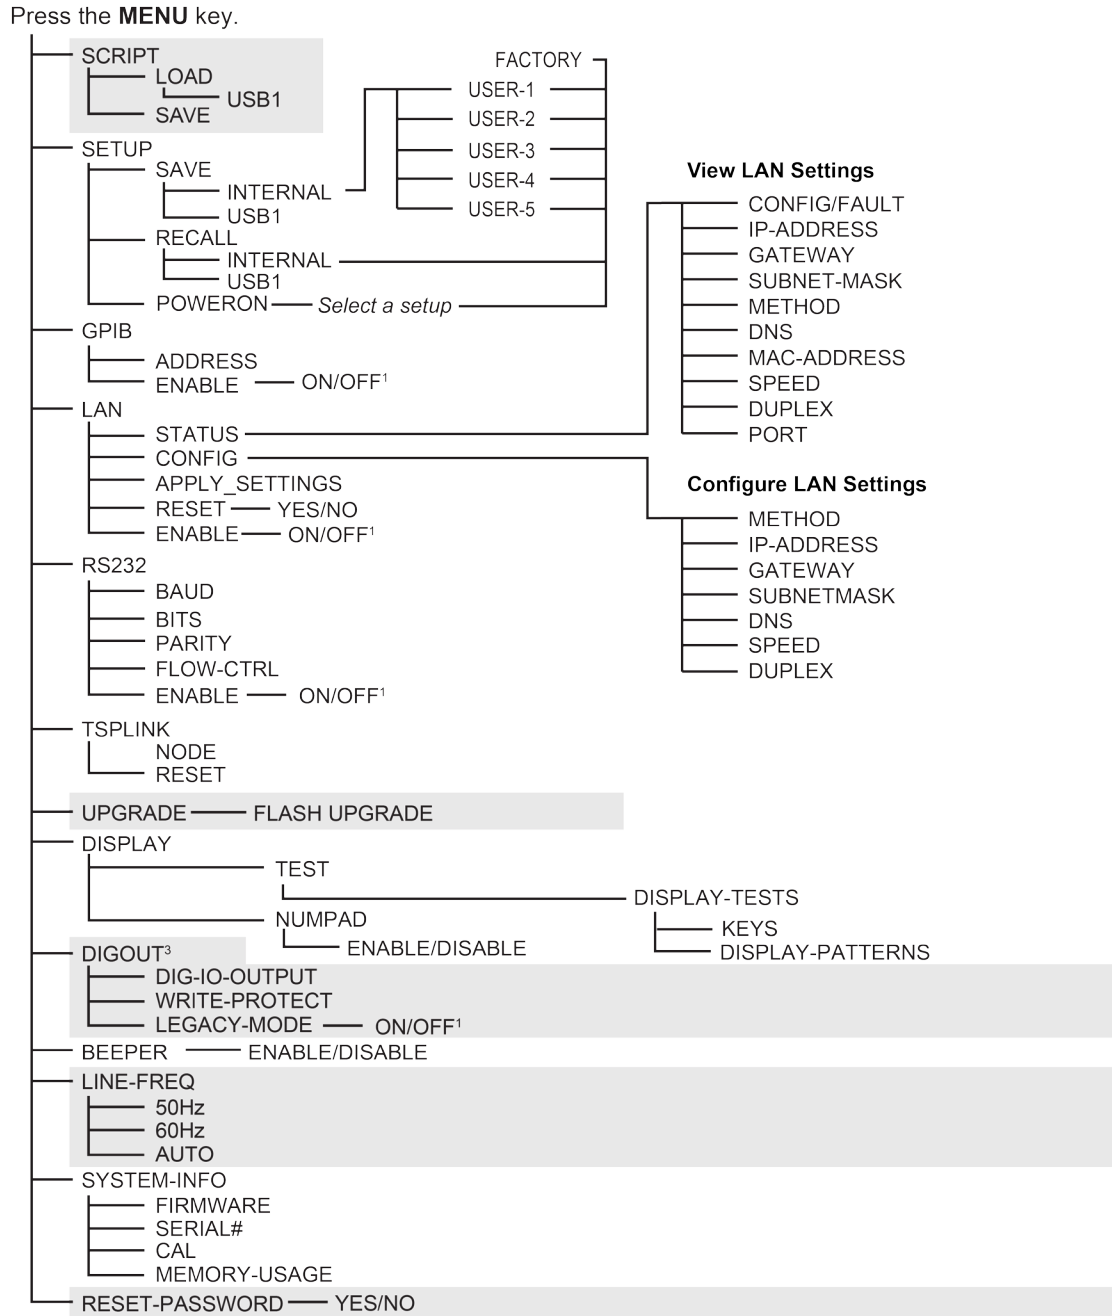 Press the MENU key.
SCRIPT
LOAD
USB1
SAVE
SETUP
SAVE
INTERNAL
USB1
RECALL
INTERNAL
USB1
POWERON
Select a setup
FACTORY
USER-1
USER-2
USER-3
USER-4
USER-5
GPIB
ADDRESS
ENABLE
ON/OFF¹
LAN
STATUS
CONFIG
APPLY_SETTINGS
RESET
YES/NO
ENABLE
ON/OFF¹
View LAN Settings
CONFIG/FAULT
IP-ADDRESS
GATEWAY
SUBNET-MASK
METHOD
DNS
MAC-ADDRESS
SPEED
DUPLEX
PORT
Configure LAN Settings
METHOD
IP-ADDRESS
GATEWAY
SUBNETMASK
DNS
SPEED
DUPLEX
RS232
BAUD
BITS
PARITY
FLOW-CTRL
ENABLE
ON/OFF¹
TSPLINK
NODE
RESET
UPGRADE
FLASH UPGRADE
DISPLAY
TEST
DISPLAY-TESTS
KEYS
DISPLAY-PATTERNS
NUMPAD
ENABLE/DISABLE
DIGOUT³
DIG-IO-OUTPUT
WRITE-PROTECT
LEGACY-MODE
ON/OFF¹
BEEPER
ENABLE/DISABLE
LINE-FREQ
50Hz
60Hz
AUTO
SYSTEM-INFO
FIRMWARE
SERIAL#
CAL
MEMORY-USAGE
RESET-PASSWORD
YES/NO